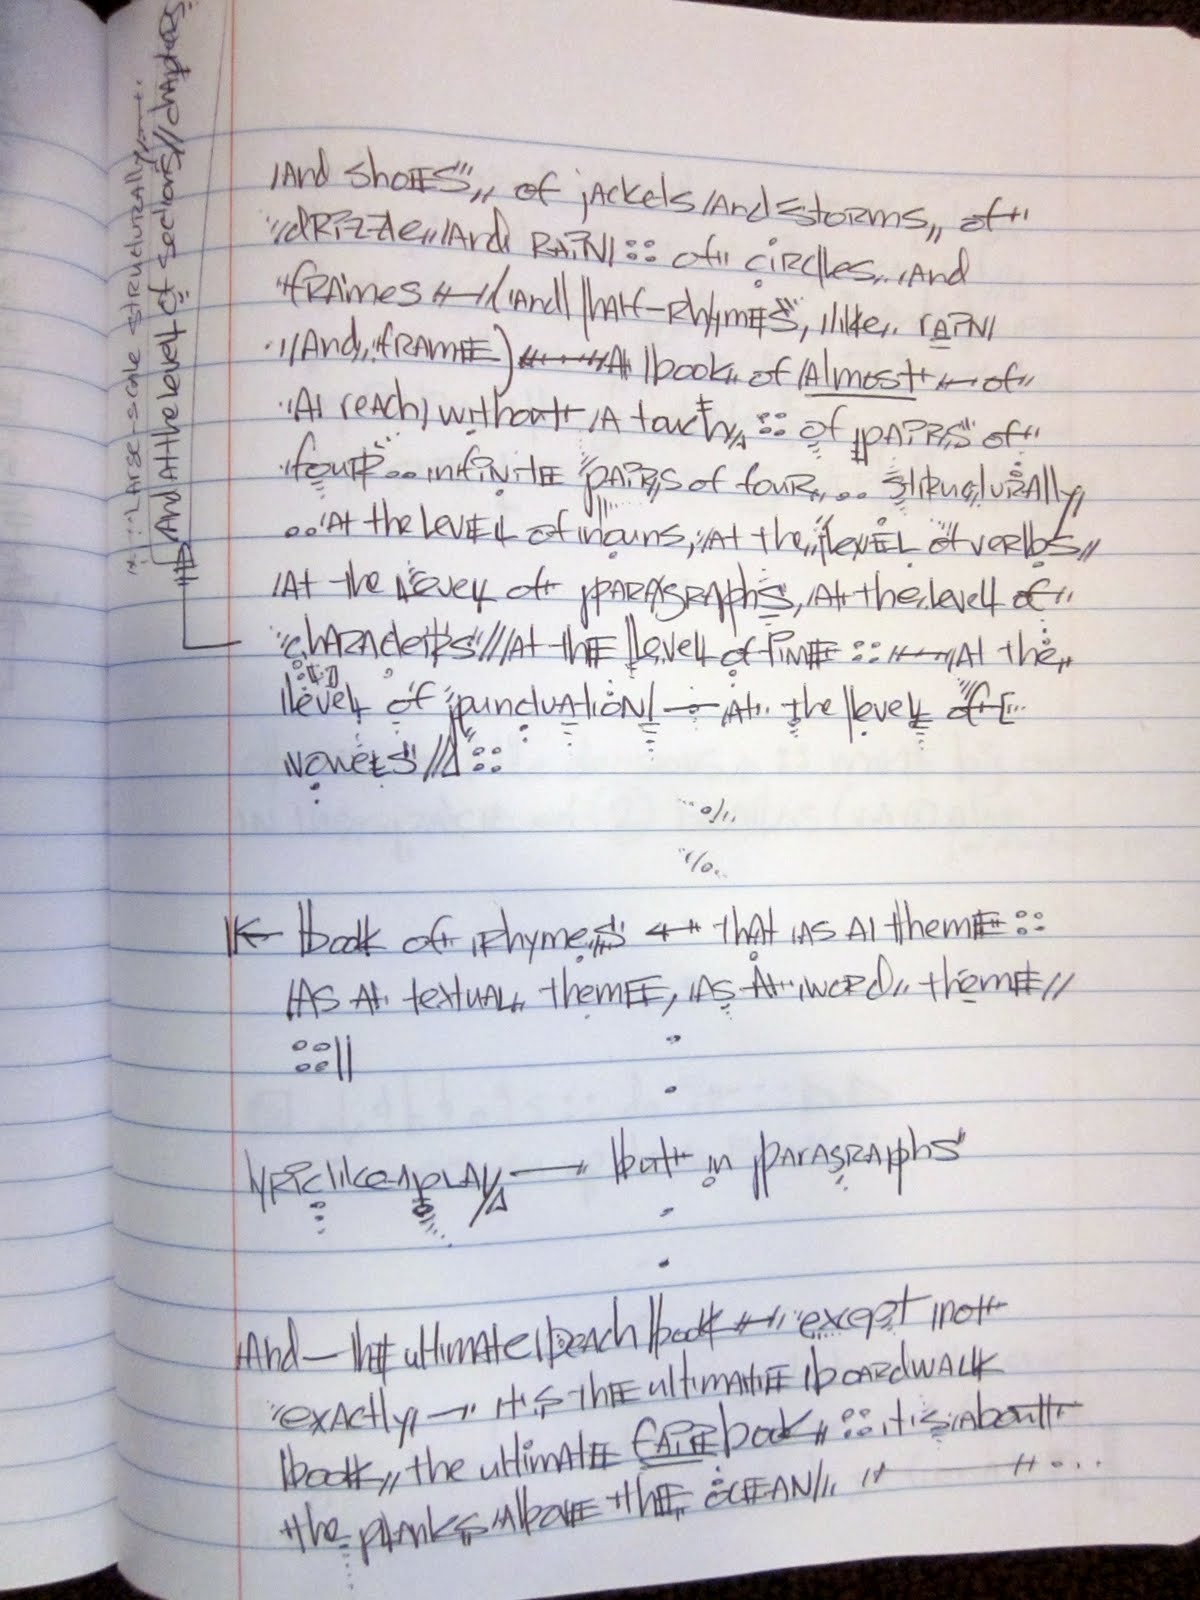 Large-scale structurally
And at the level of sections // chapters
And shoes,, of jackets and storms,, of
drizzle,, and rain :: of circles.. and
frames ⟷ (and half-rhymes, like,, rain
and,, frame) ⟷ A book,, of almost ⟷ of
A reach, without a touch, :: of pairs of
four.. infinite pairs of four,... structurally,
.. at the level of nouns, at the,, level of verbs,,
At the level of paragraphs, at the level of
characters // at the level of time :: ⟷ at the,
level of punctuation — at.. the level of
vowels // ::
%
%
K← book of rhymes ⟷ that as a theme ::
As a textual, theme, as a word,, theme //
:: ||
lyric like a play, — but in paragraphs
And — the ultimate beach book ⟷ except not
exactly, — it's the ultimate boardwalk
book,, the ultimate faire book,, :: it is about
the planks above the ocean /. ...